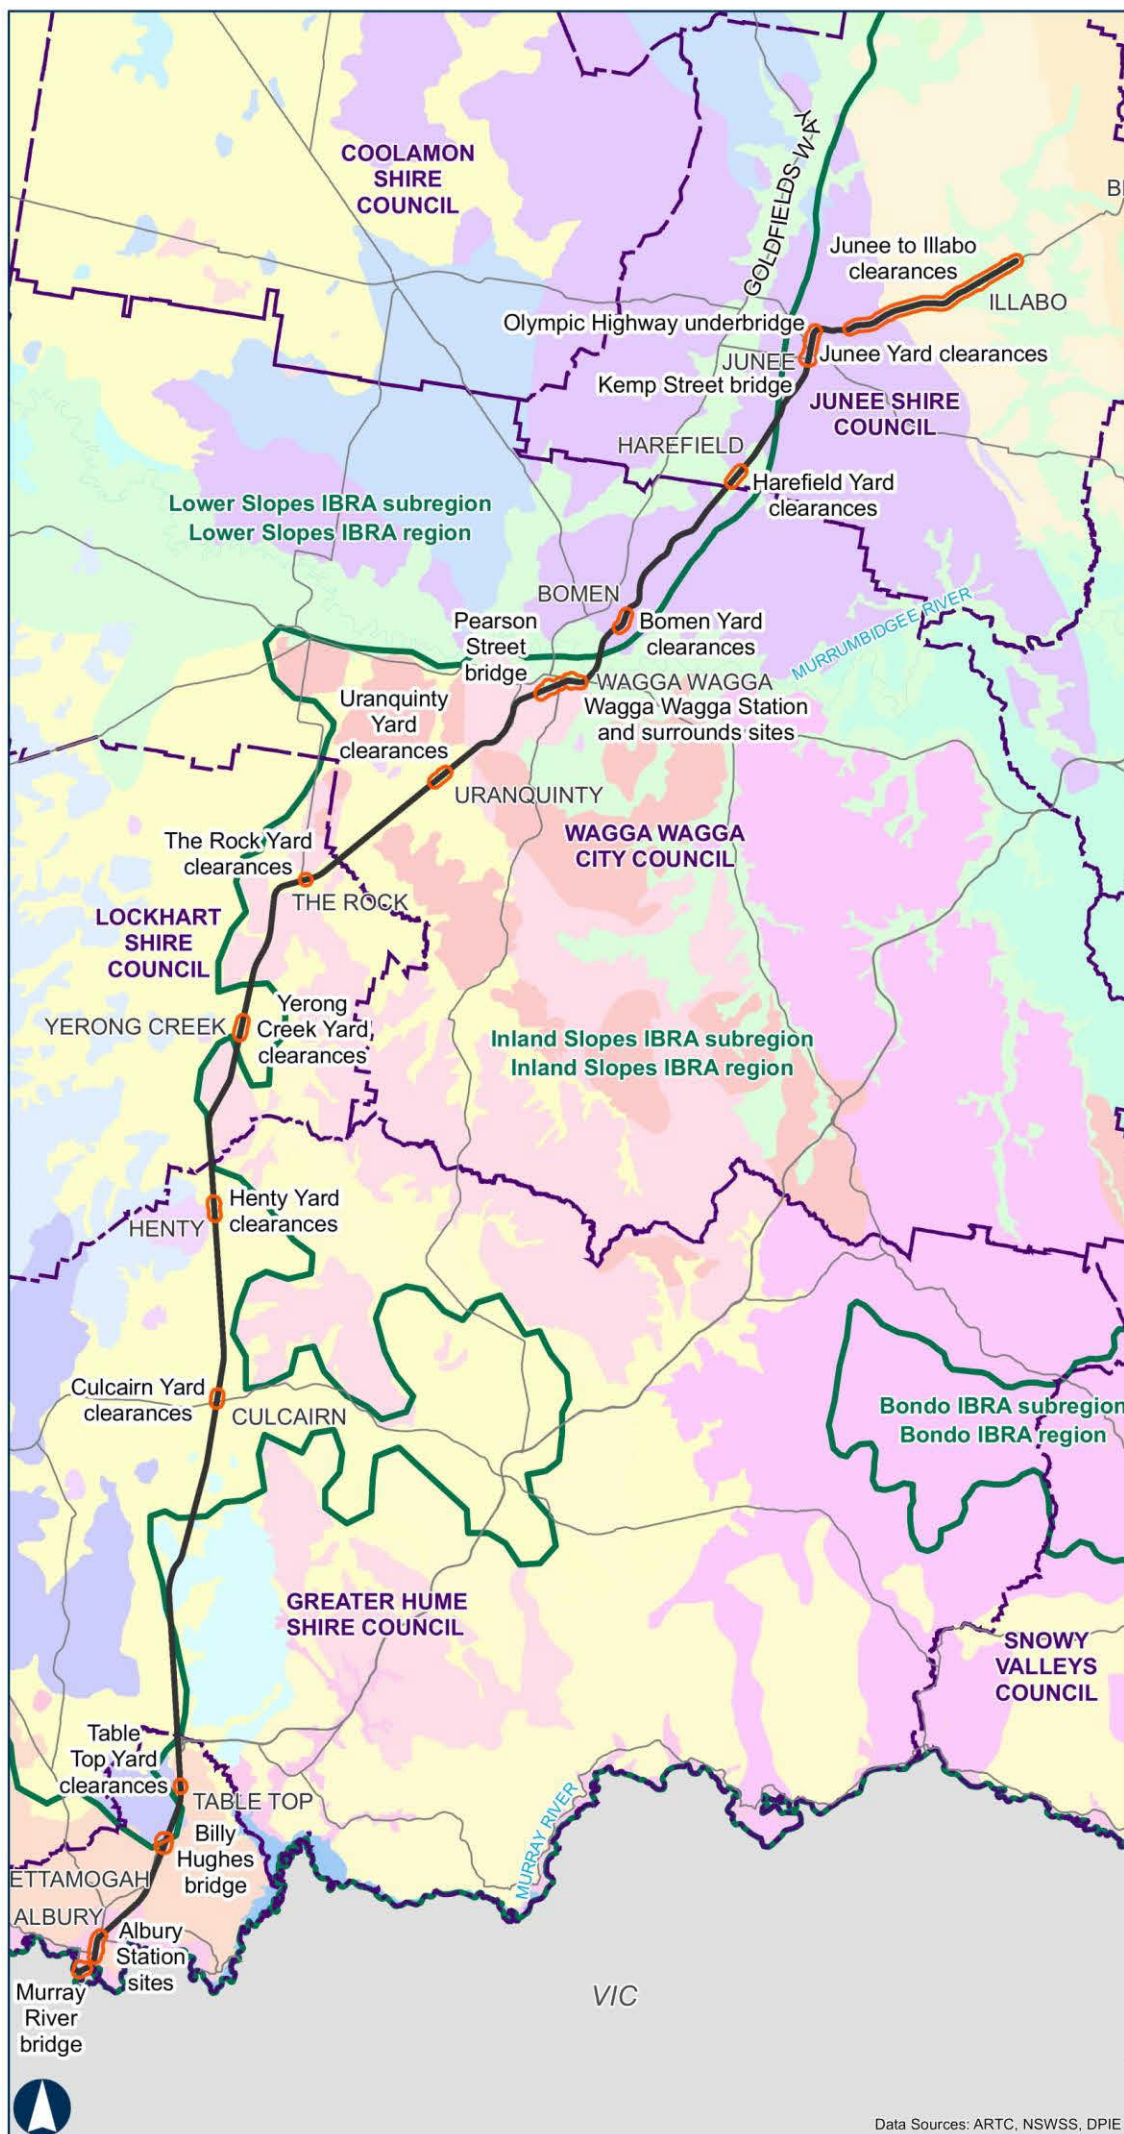 COOLAMON
SHIRE
COUNCIL
GOLDFIELDS WAY
Junee to Illabo
clearances
ILLABO
Olympic Highway underbridge
JUNEE
Junee Yard clearances
Kemp Street bridge
JUNEE SHIRE
COUNCIL
HAREFIELD
Harefield Yard
clearances
Lower Slopes IBRA subregion
Lower Slopes IBRA region
BOMEN
Bomen Yard
clearances
MURRUMBIDGEE RIVER
Pearson
Street
bridge
WAGGA WAGGA
Wagga Wagga Station
and surrounds sites
Uranquinty
Yard
clearances
URANQUINTY
WAGGA WAGGA
CITY COUNCIL
The Rock Yard
clearances
THE ROCK
LOCKHART
SHIRE
COUNCIL
YERONG CREEK
Yerong
Creek Yard
clearances
Inland Slopes IBRA subregion
Inland Slopes IBRA region
Henty Yard
clearances
HENTY
Culcairn Yard
clearances
CULCAIRN
Bondo IBRA subregion
Bondo IBRA region
GREATER HUME
SHIRE COUNCIL
SNOWY
VALLEYS
COUNCIL
Table
Top Yard
clearances
TABLE TOP
Billy
Hughes
bridge
MURRAY RIVER
ETTAMOGAH
ALBURY
Albury
Station
sites
Murray
River
bridge
VIC
Data Sources: ARTC, NSWSS, DPIE